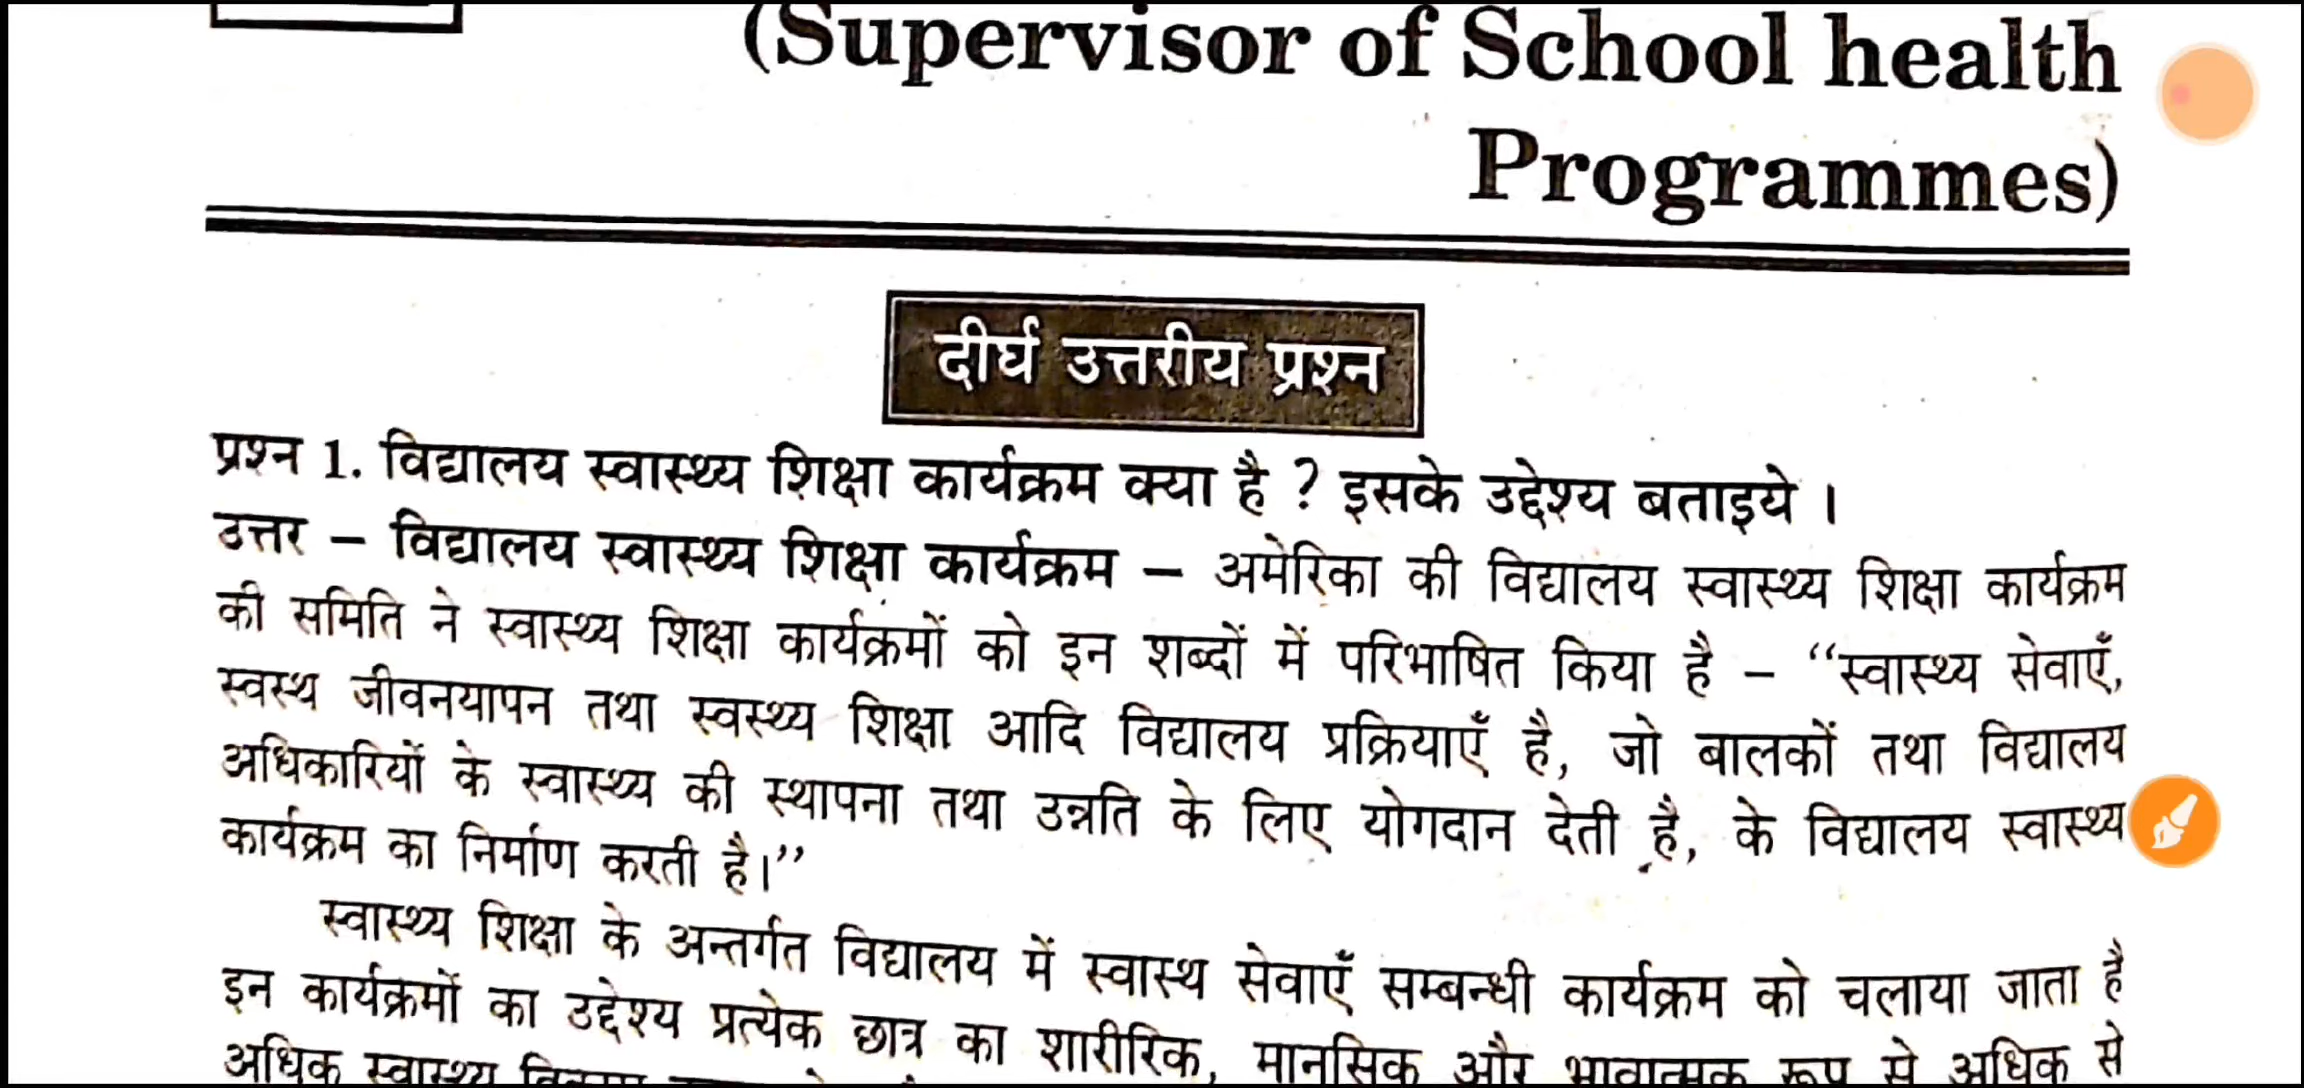 (Supervisor of School health
Programmes)
दीर्घ उत्तरीय प्रश्न
प्रश्न 1. विद्यालय स्वास्थ्य शिक्षा कार्यक्रम क्या है ? इसके उद्देश्य बताइये ।
उत्तर – विद्यालय स्वास्थ्य शिक्षा कार्यक्रम – अमेरिका की विद्यालय स्वास्थ्य शिक्षा कार्यक्रम
की समिति ने स्वास्थ्य शिक्षा कार्यक्रमों को इन शब्दों में परिभाषित किया है – “स्वास्थ्य सेवाएँ,
स्वस्थ जीवनयापन तथा स्वस्थ्य शिक्षा आदि विद्यालय प्रक्रियाएँ है, जो बालकों तथा विद्यालय
अधिकारियों के स्वास्थ्य की स्थापना तथा उन्नति के लिए योगदान देती है, के विद्यालय स्वास्थ्य
कार्यक्रम का निर्माण करती है।”
स्वास्थ्य शिक्षा के अन्तर्गत विद्यालय में स्वास्थ सेवाएँ सम्बन्धी कार्यक्रम को चलाया जाता है
इन कार्यक्रमों का उद्देश्य प्रत्येक छात्र का शारीरिक, मानसिक और भावात्मक रूप से अधिक से
अधिक स्वास्थ्य